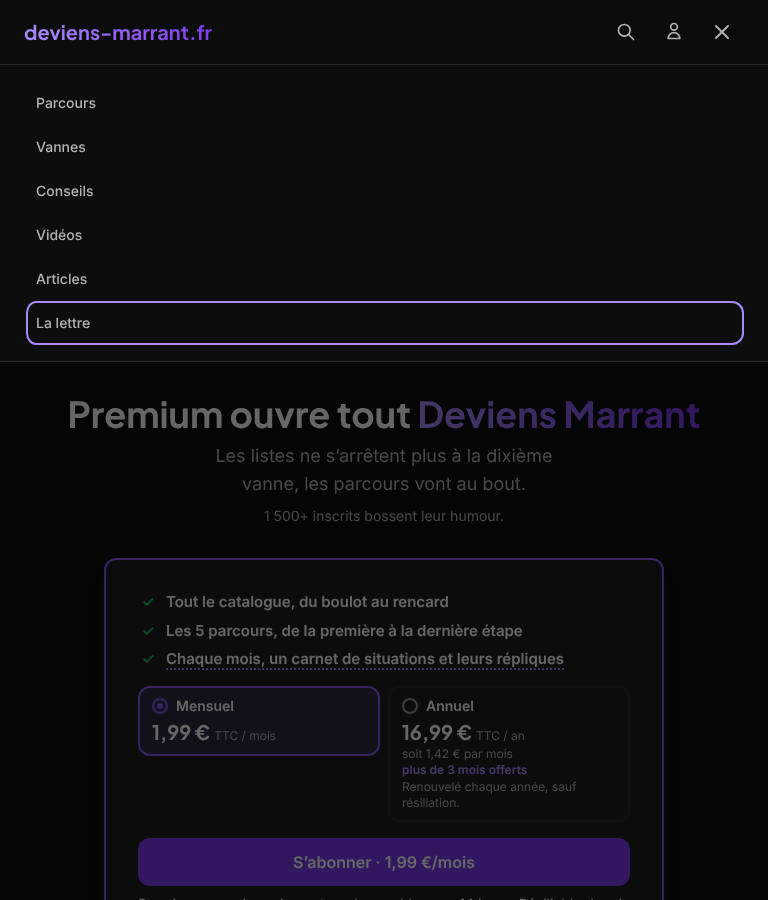 deviens-marrant.fr
Parcours
Vannes
Conseils
Vidéos
Articles
La lettre
Premium ouvre tout Deviens Marrant
Les listes ne s’arrêtent plus à la dixième
vanne, les parcours vont au bout.
1 500+ inscrits bossent leur humour.
Tout le catalogue, du boulot au rencard
Les 5 parcours, de la première à la dernière étape
Chaque mois, un carnet de situations et leurs répliques
Mensuel
1,99 € TTC / mois
Annuel
16,99 € TTC / an
soit 1,42 € par mois
plus de 3 mois offerts
Renouvelé chaque année, sauf
résiliation.
S’abonner · 1,99 €/mois